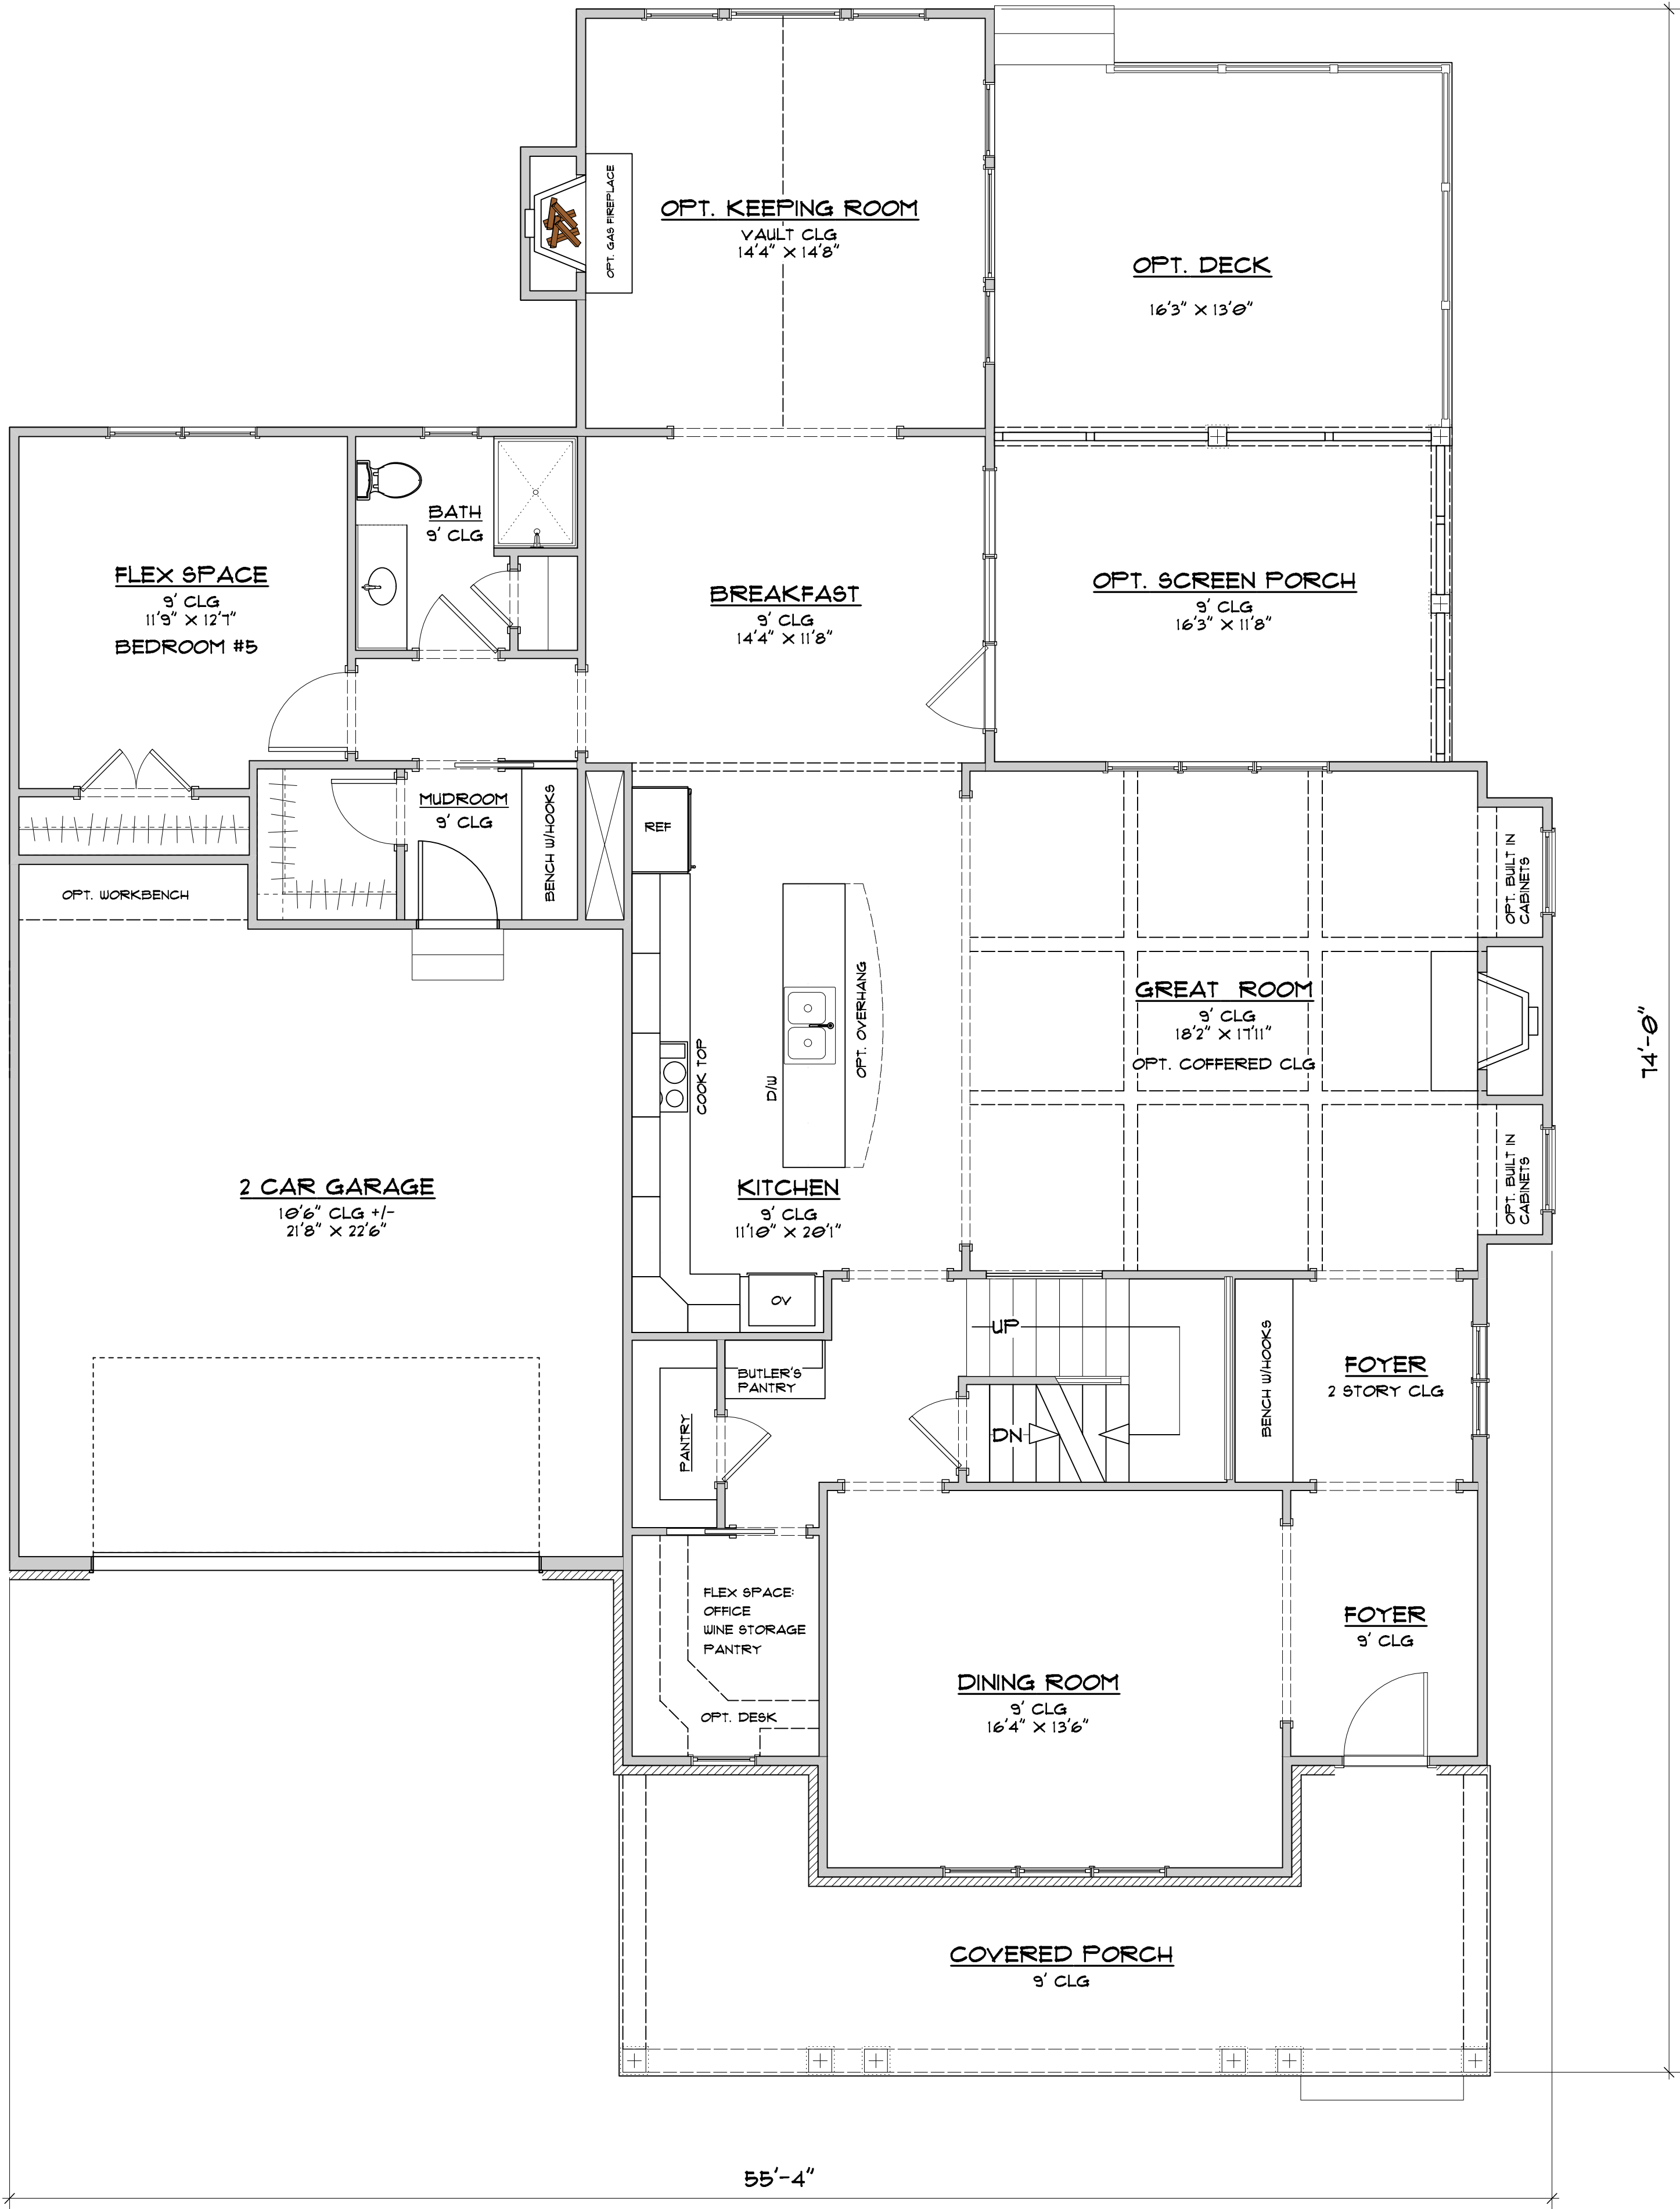 OPT. GAS FIREPLACE
OPT. KEEPING ROOM
VAULT CLG
14'4" X 14'8"
OPT. DECK
16'3" X 13'0"
BATH
9' CLG
FLEX SPACE
9' CLG
11'9" X 12'7"
BEDROOM #5
BREAKFAST
9' CLG
14'4" X 11'8"
OPT. SCREEN PORCH
9' CLG
16'3" X 11'8"
MUDROOM
9' CLG
BENCH W/HOOKS
REF
OPT. WORKBENCH
OPT. BUILT IN
CABINETS
OPT. OVERHANG
D/W
COOK TOP
GREAT ROOM
9' CLG
18'2" X 17'11"
OPT. COFFERED CLG
74'-0"
OPT. BUILT IN
CABINETS
2 CAR GARAGE
10'6" CLG +/-
21'8" X 22'6"
KITCHEN
9' CLG
11'10" X 20'1"
OV
UP
BUTLER'S
PANTRY
PANTRY
DN
BENCH W/HOOKS
FOYER
2 STORY CLG
FLEX SPACE:
OFFICE
WINE STORAGE
PANTRY
OPT. DESK
DINING ROOM
9' CLG
16'4" X 13'6"
FOYER
9' CLG
COVERED PORCH
9' CLG
55'-4"